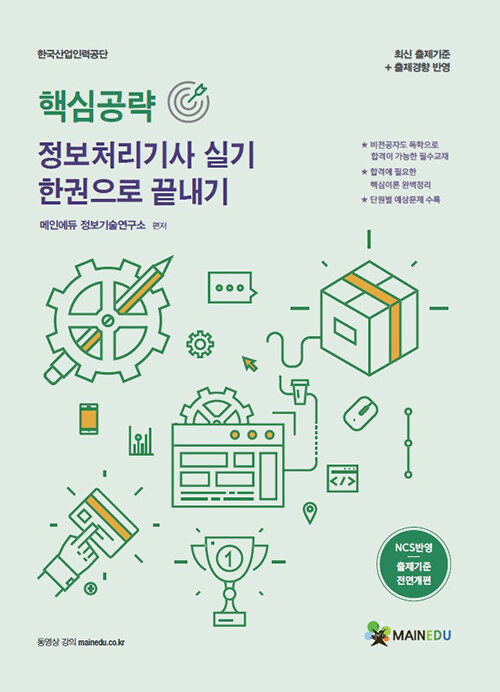 한국산업인력공단
최신 출제기준
+ 출제경향 반영
핵심공략
정보처리기사 실기
한권으로 끝내기
메인에듀 정보기술연구소 편저
★ 비전공자도 독학으로
합격이 가능한 필수교재
★ 합격에 필요한
핵심이론 완벽정리
★ 단원별 예상문제 수록
</>
1
NCS반영
출제기준
전면개편
동영상 강의 mainedu.co.kr
MAINEDU